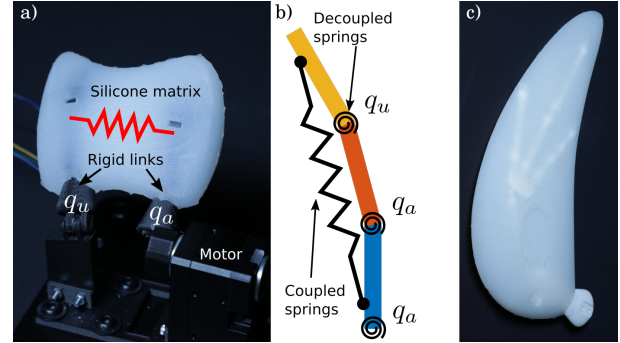 a)
Silicone matrix
Rigid links
q_u
q_a
Motor
b)
Decoupled
springs
q_u
q_a
Coupled
springs
q_a
c)